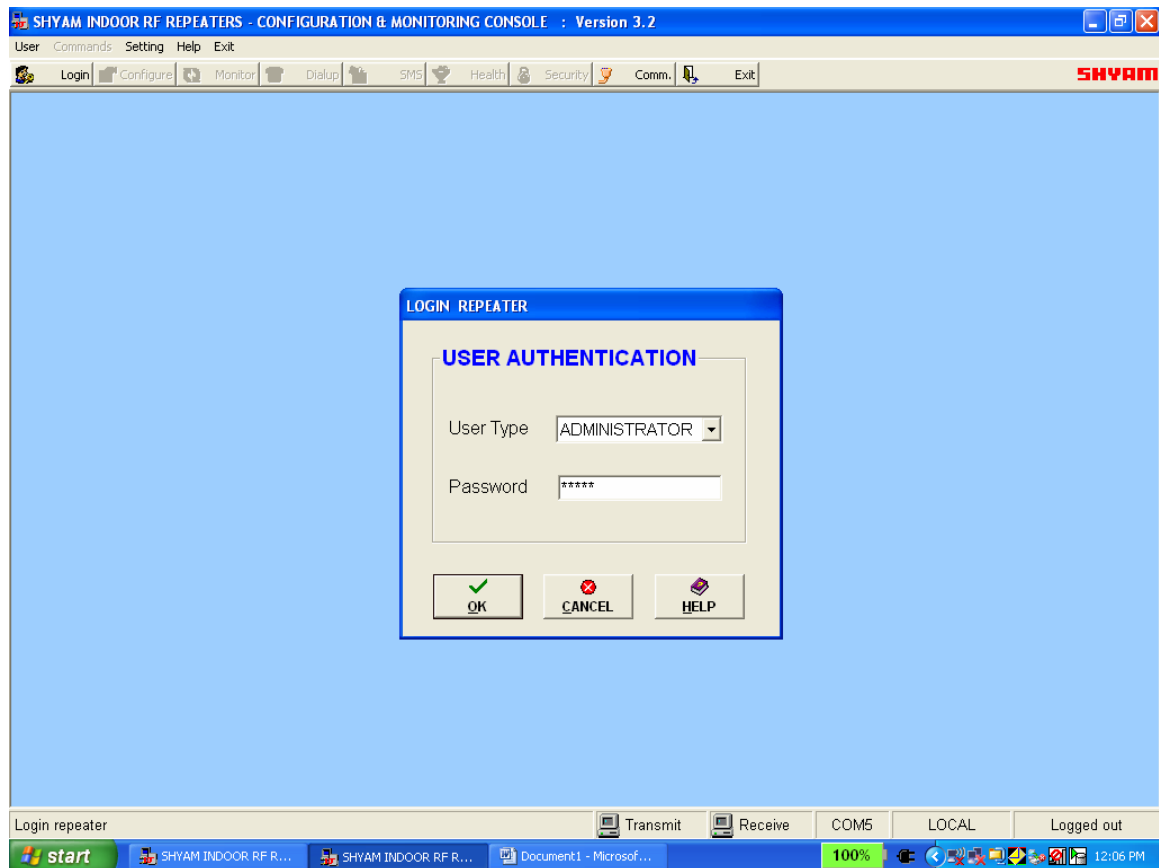 SHYAM INDOOR RF REPEATERS - CONFIGURATION & MONITORING CONSOLE : Version 3.2
User Commands Setting Help Exit
Login Configure Monitor Dialup SMS Health Security Comm. Exit SHYAM
LOGIN REPEATER
USER AUTHENTICATION
User Type ADMINISTRATOR
Password *****
OK CANCEL HELP
Login repeater Transmit Receive COM5 LOCAL Logged out
start SHYAM INDOOR RF R... SHYAM INDOOR RF R... Document1 - Microsof... 100% 12:06 PM